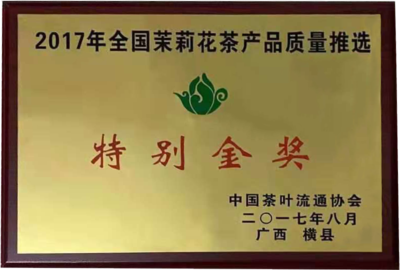 2017年全国茉莉花茶产品质量推选
特别金奖
中国茶叶流通协会
二〇一七年八月
广西 横县